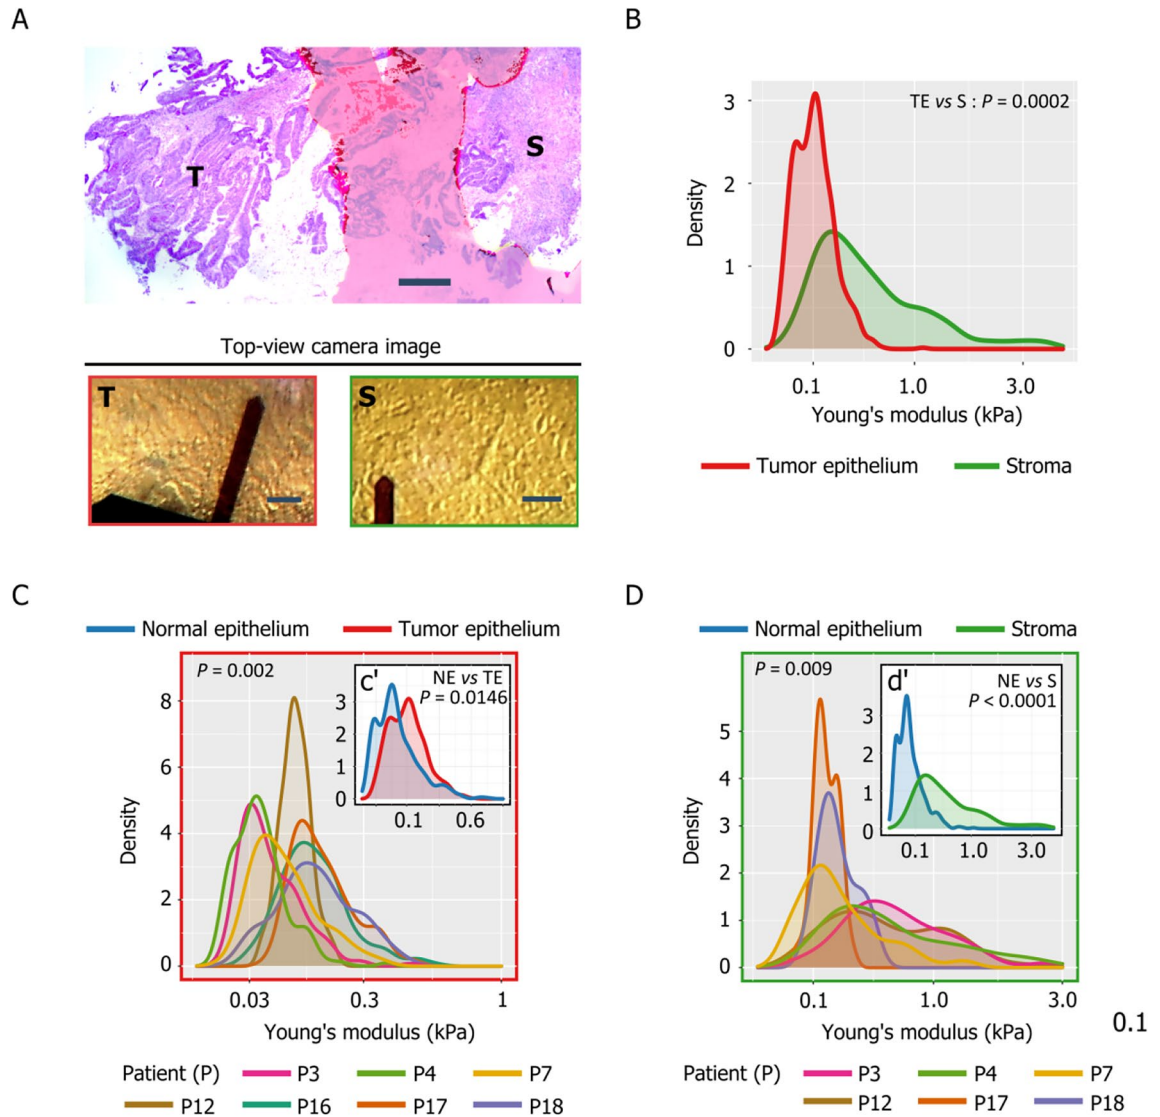 A
T
S
Top-view camera image
T
S
B
TE vs S : P = 0.0002
3
2
1
0
Density
0.1 1.0 3.0
Young's modulus (kPa)
Tumor epithelium Stroma
C
Normal epithelium Tumor epithelium
P = 0.002
8
6
4
2
0
Density
c'
NE vs TE
P = 0.0146
3
2
1
0
0.1 0.6
0.03 0.3 1
Young's modulus (kPa)
Patient (P) P3 P4 P7
P12 P16 P17 P18
D
Normal epithelium Stroma
P = 0.009
5
4
3
2
1
0
Density
d'
NE vs S
P < 0.0001
3
2
1
0
0.1 1.0 3.0
0.1 1.0 3.0
Young's modulus (kPa)
0.1
Patient (P) P3 P4 P7
P12 P17 P18